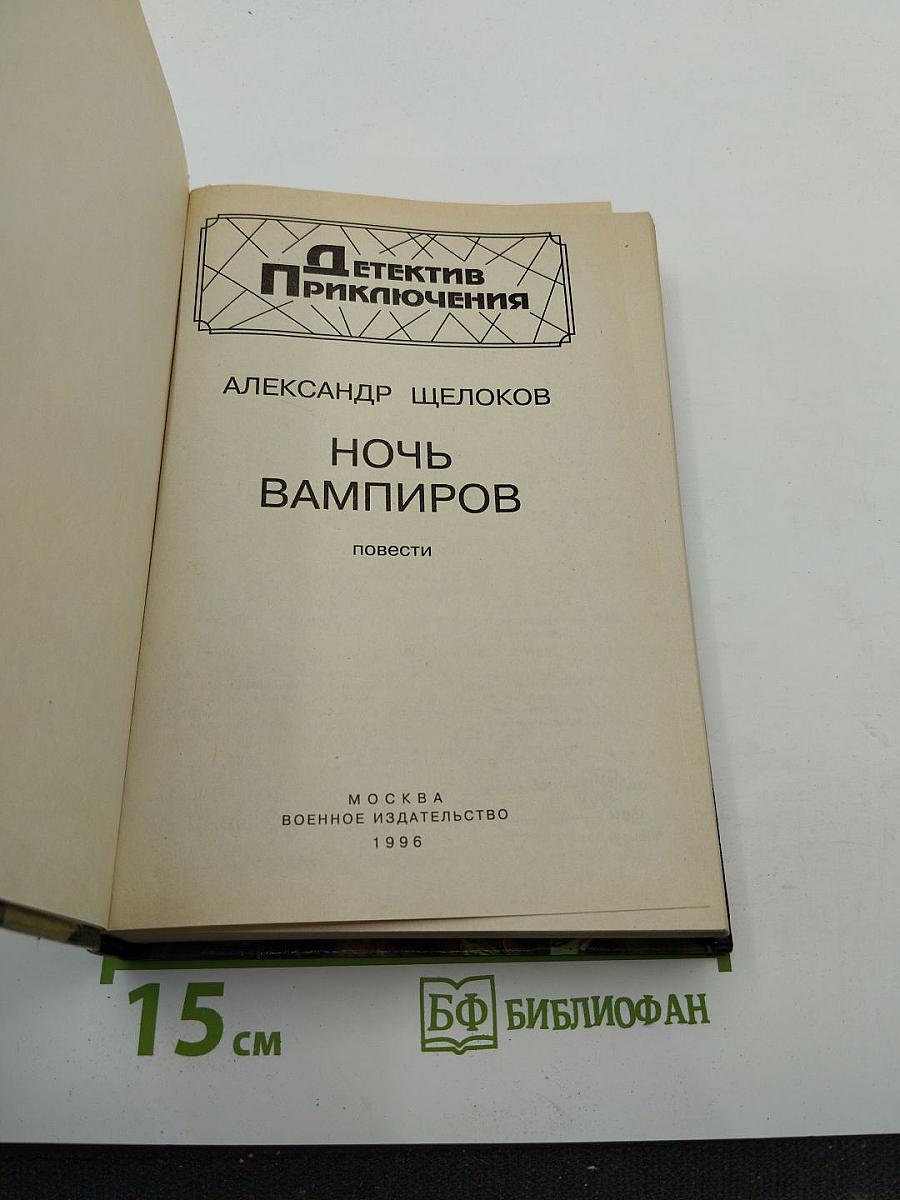 Детектив
Приключения
АЛЕКСАНДР ЩЕЛОКОВ
НОЧЬ
ВАМПИРОВ
повести
МОСКВА
ВОЕННОЕ ИЗДАТЕЛЬСТВО
1996
15 см
БФ БИБЛИОФАН